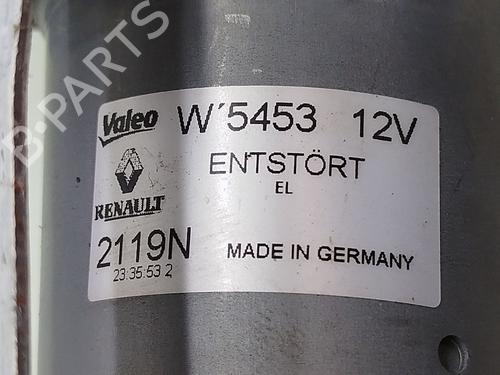 B-PARTS
Valeo W'5453 12V
ENTSTÖRT
EL
RENAULT
2119N MADE IN GERMANY
23:35:53 2